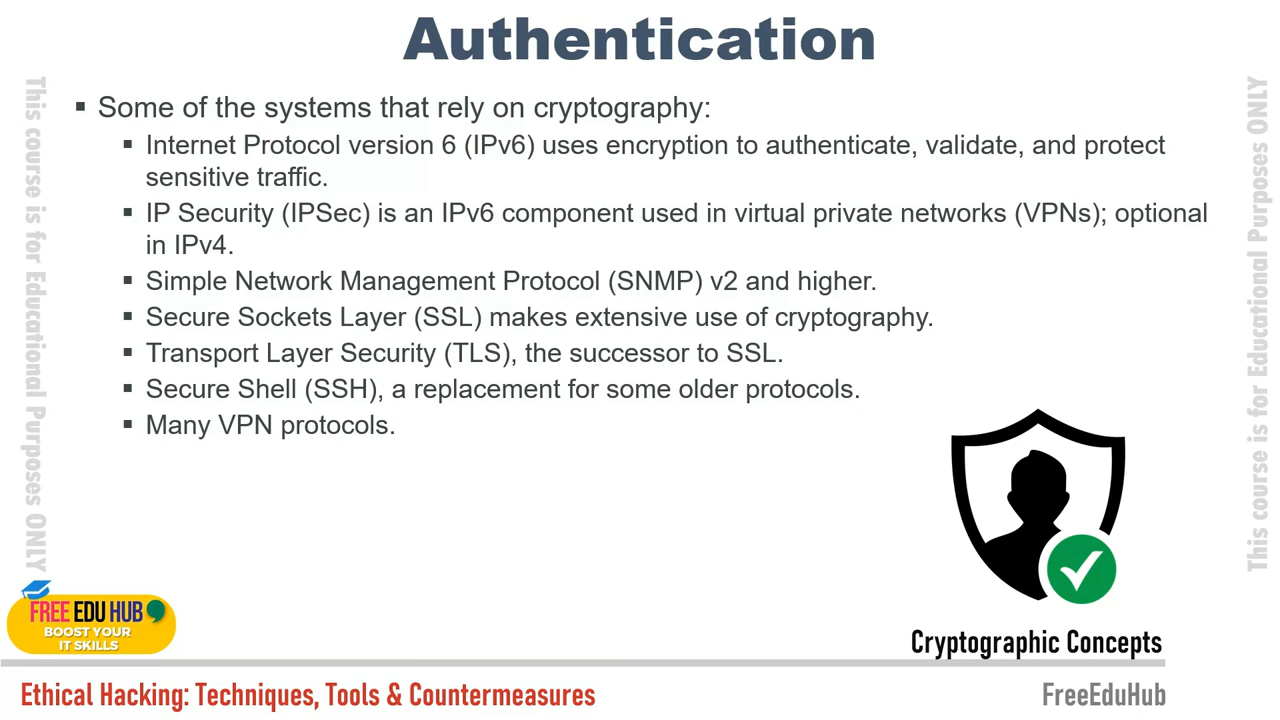 Authentication
▪ Some of the systems that rely on cryptography:
▪ Internet Protocol version 6 (IPv6) uses encryption to authenticate, validate, and protect
sensitive traffic.
▪ IP Security (IPSec) is an IPv6 component used in virtual private networks (VPNs); optional
in IPv4.
▪ Simple Network Management Protocol (SNMP) v2 and higher.
▪ Secure Sockets Layer (SSL) makes extensive use of cryptography.
▪ Transport Layer Security (TLS), the successor to SSL.
▪ Secure Shell (SSH), a replacement for some older protocols.
▪ Many VPN protocols.
This course is for Educational Purposes ONLY
This course is for Educational Purposes ONLY
FREE EDU HUB
BOOST YOUR
IT SKILLS
Cryptographic Concepts
Ethical Hacking: Techniques, Tools & Countermeasures
FreeEduHub